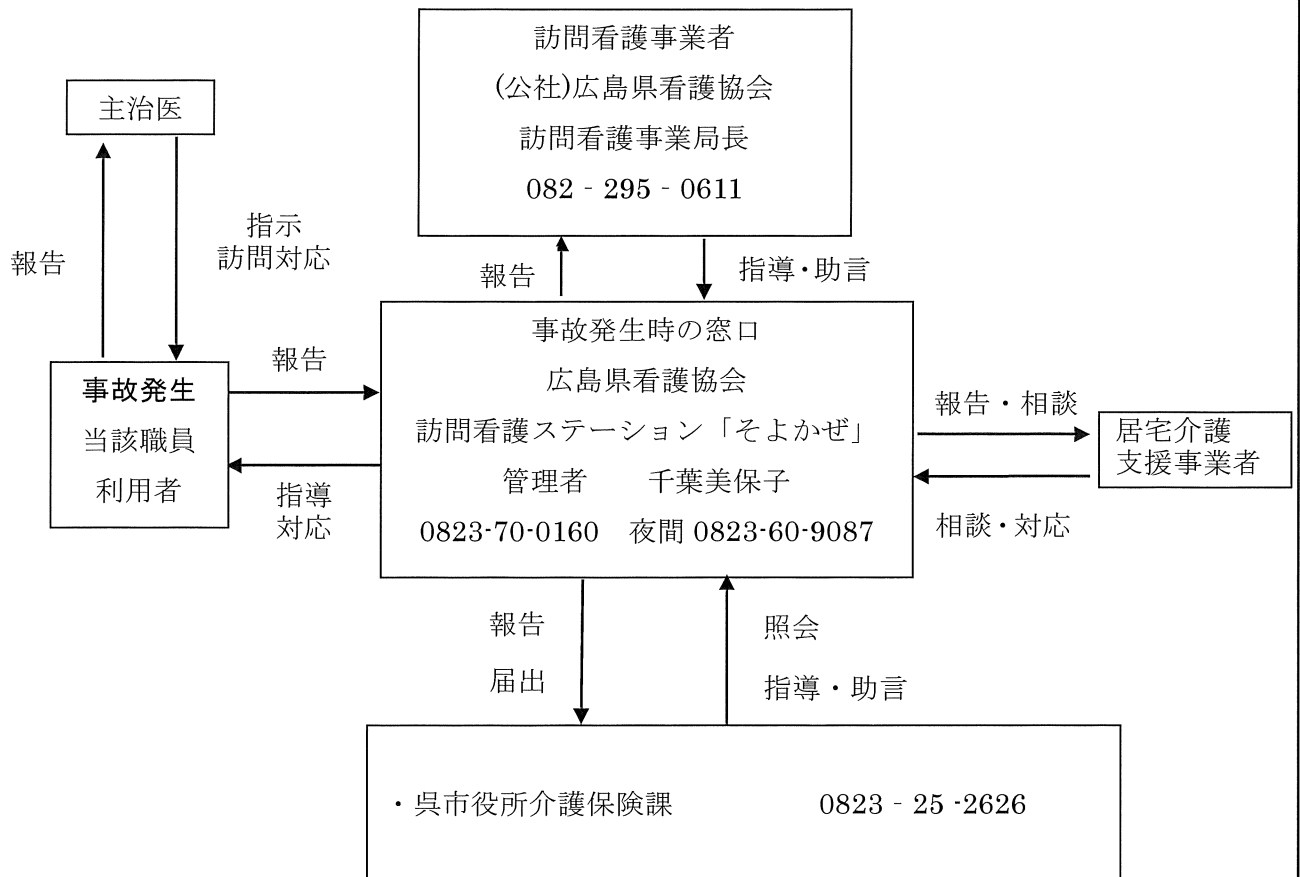 訪問看護事業者
(公社)広島県看護協会
訪問看護事業局長
082 - 295 - 0611
主治医
報告
指示
訪問対応
報告
指導・助言
事故発生
当該職員
利用者
報告
指導
対応
事故発生時の窓口
広島県看護協会
訪問看護ステーション「そよかぜ」
管理者 千葉美保子
0823-70-0160 夜間 0823-60-9087
報告・相談
相談・対応
居宅介護
支援事業者
報告
届出
照会
指導・助言
・呉市役所介護保険課 0823 - 25 -2626